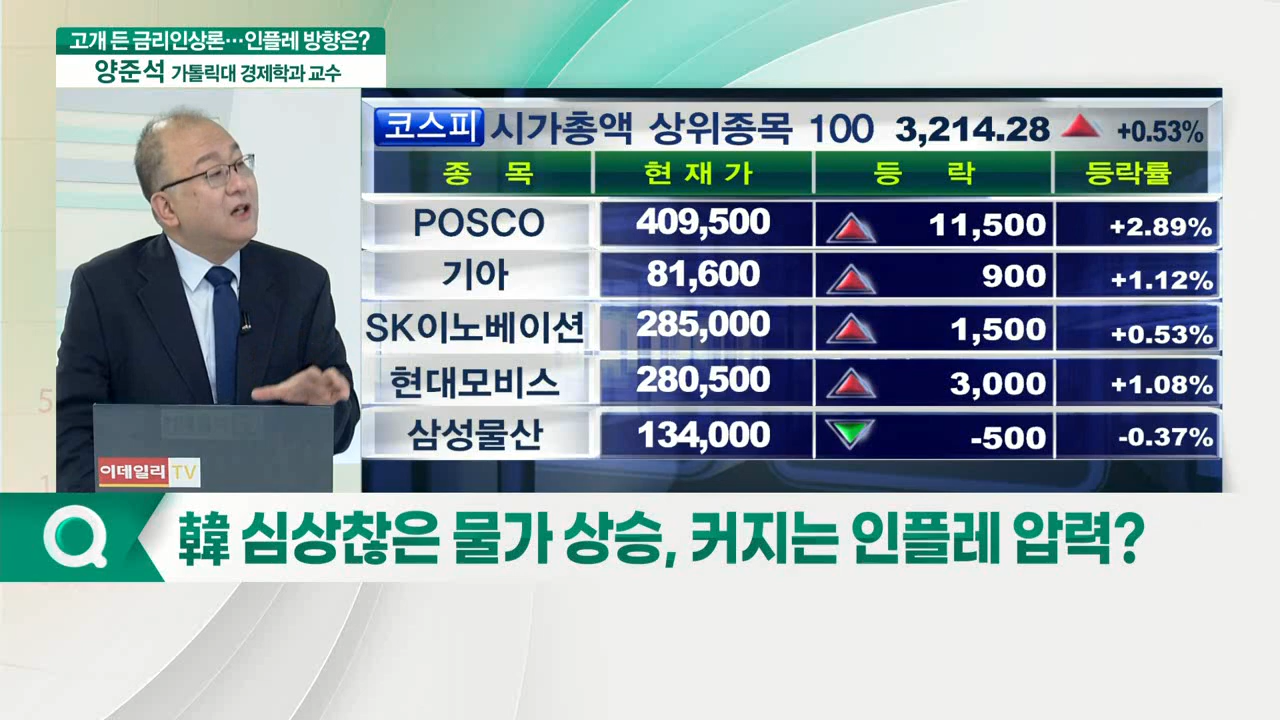 고개 든 금리인상론…인플레 방향은?
양준석 가톨릭대 경제학과 교수
코스피 시가총액 상위종목 100 3,214.28 ▲ +0.53%
종 목 현 재 가 등 락 등락률
POSCO 409,500 ▲ 11,500 +2.89%
기아 81,600 ▲ 900 +1.12%
SK이노베이션 285,000 ▲ 1,500 +0.53%
현대모비스 280,500 ▲ 3,000 +1.08%
삼성물산 134,000 ▼ -500 -0.37%
이데일리 TV
韓 심상찮은 물가 상승, 커지는 인플레 압력?